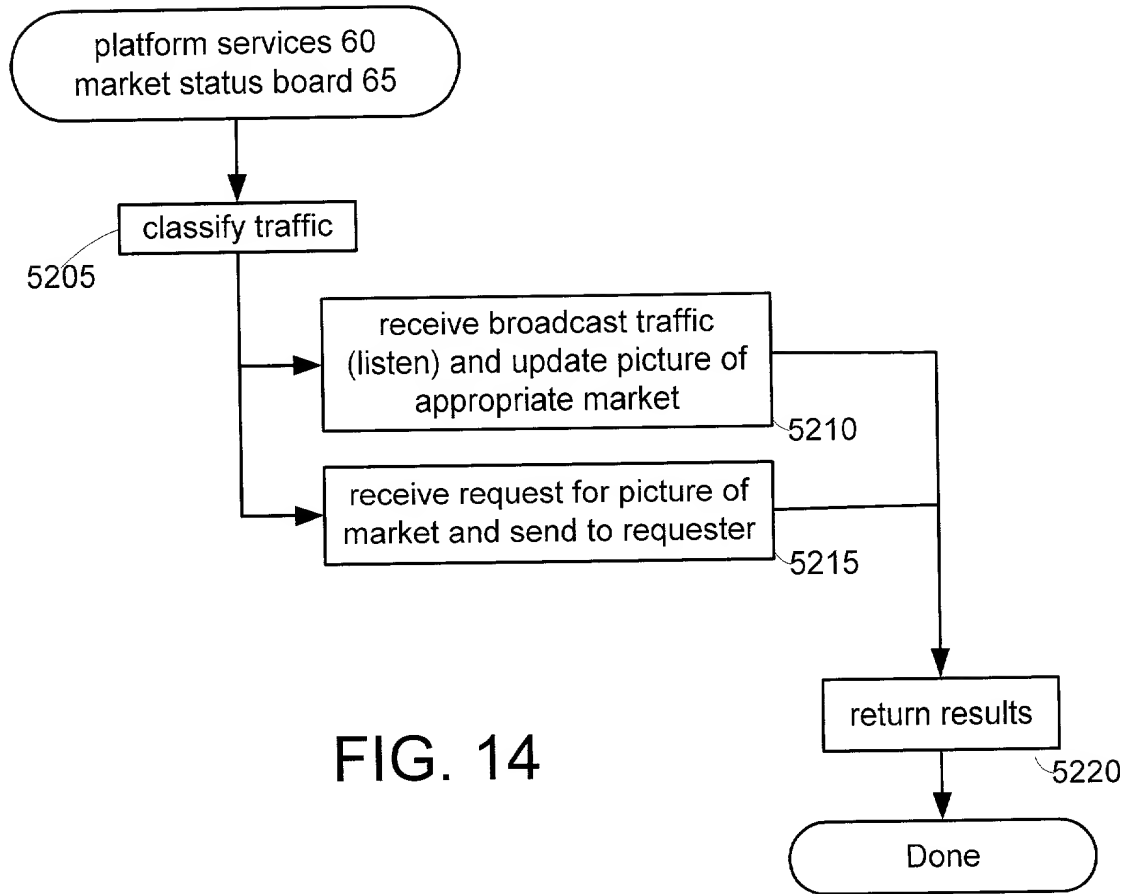 platform services 60
market status board 65
classify traffic
5205
receive broadcast traffic
(listen) and update picture of
appropriate market
5210
receive request for picture of
market and send to requester
5215
return results
5220
FIG. 14
Done